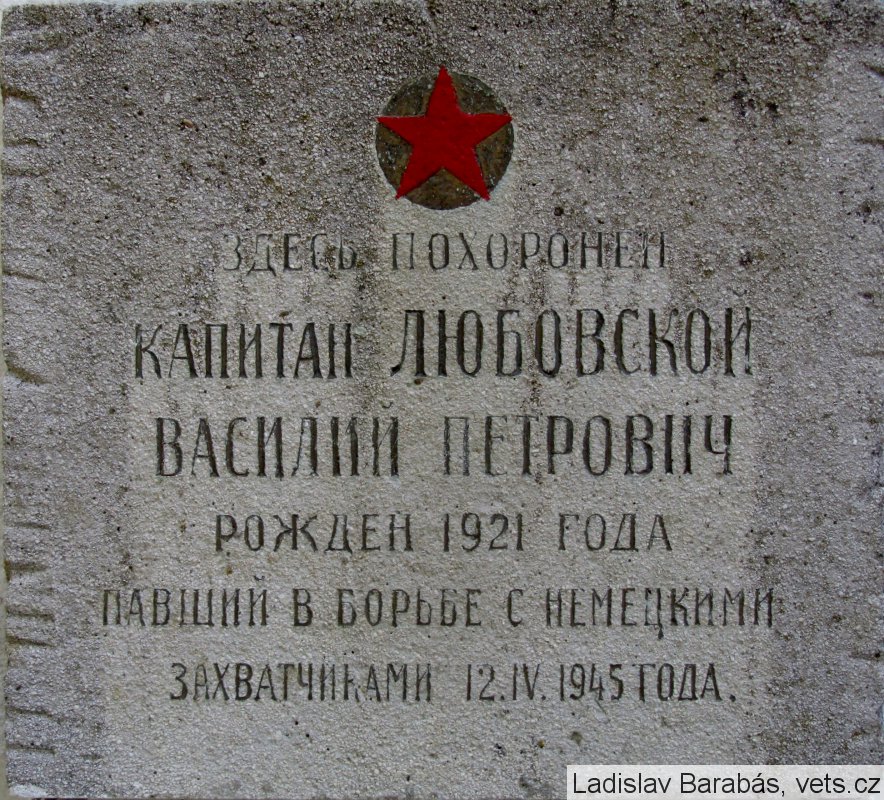 ЗДЕСЬ ПОХОРОНЕН
КАПИТАН ЛЮБОВСКОЙ
ВАСИЛИЙ ПЕТРОВИЧ
РОЖДЕН 1921 ГОДА
ПАВШИЙ В БОРЬБЕ С НЕМЕЦКИМИ
ЗАХВАТЧИКАМИ 12.IV.1945 ГОДА.
Ladislav Barabás, vets.cz